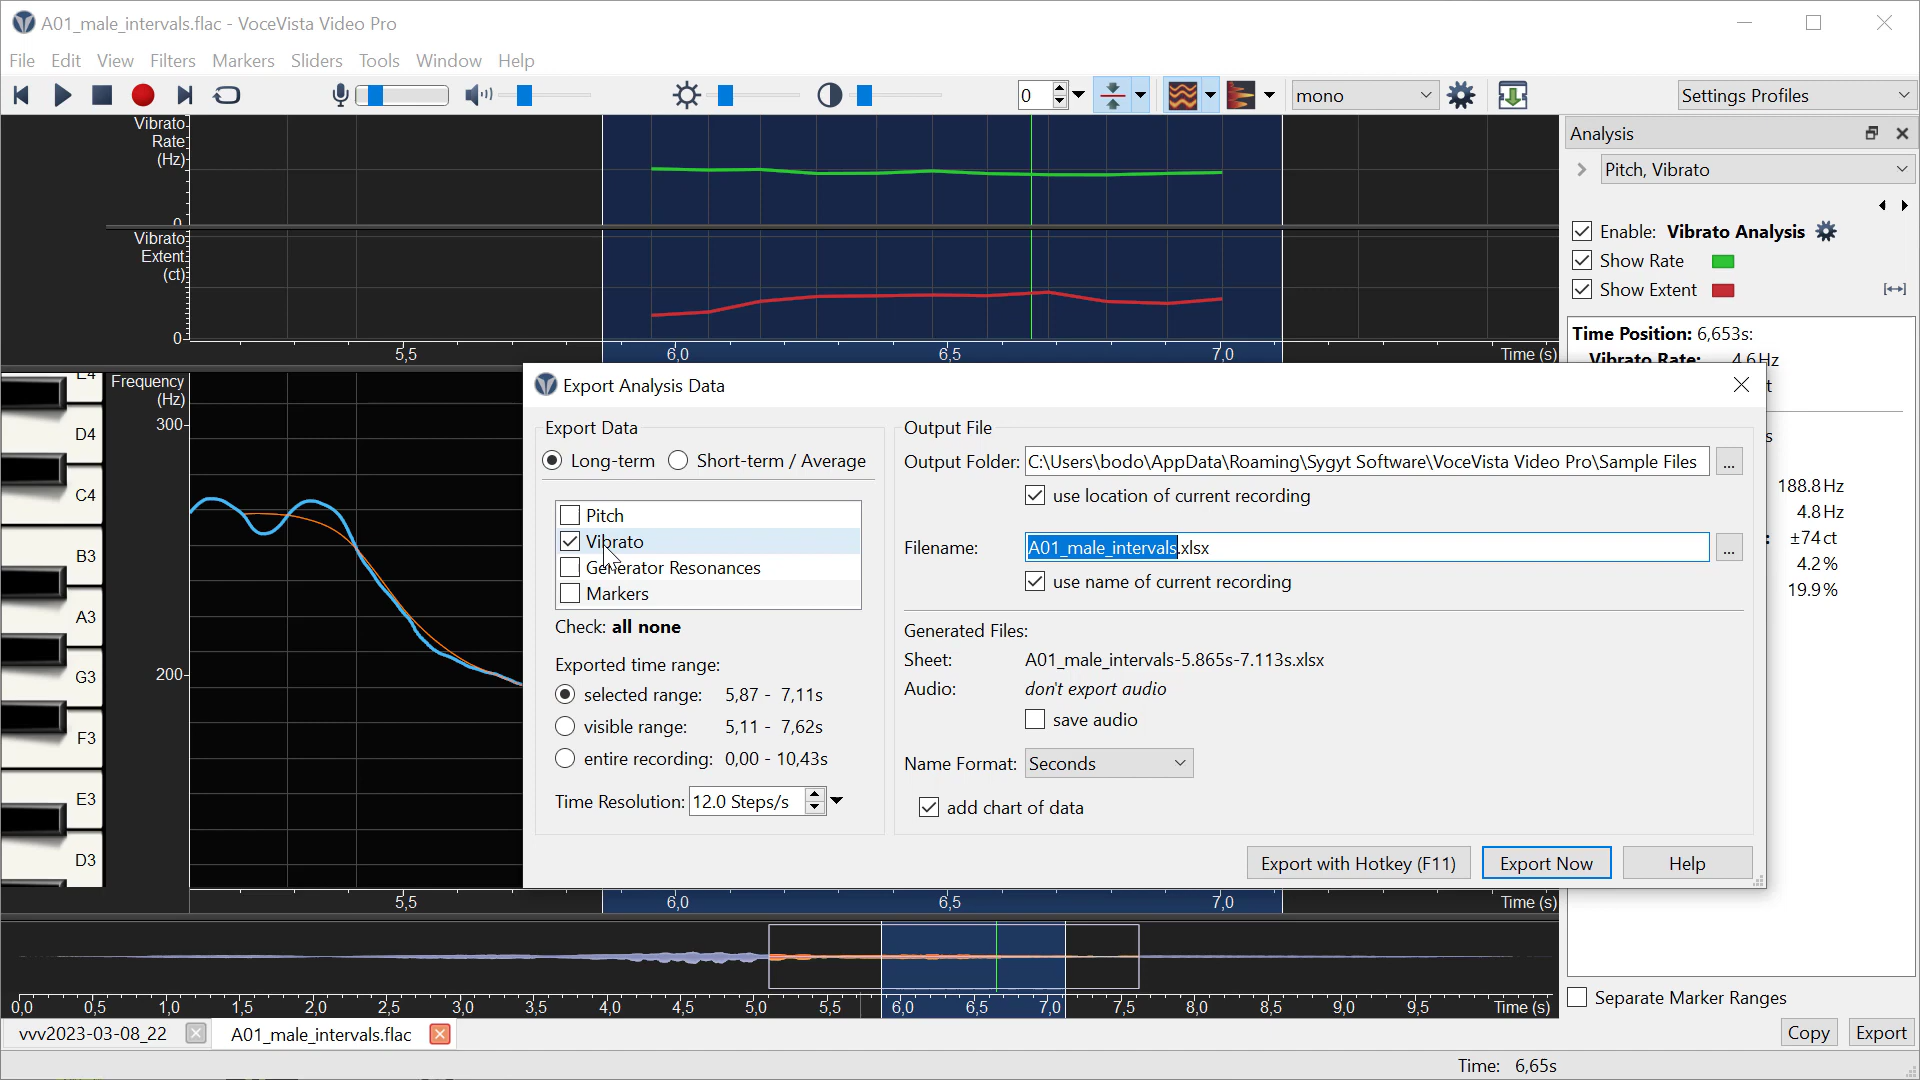 A01_male_intervals.flac - VoceVista Video Pro
File Edit View Filters Markers Sliders Tools Window Help
0
mono
Settings Profiles
Vibrato
Rate
(Hz)
0
Vibrato
Extent
(ct)
0
5,5 6,0 6,5 7,0 Time (s)
Analysis
Pitch, Vibrato
Enable: Vibrato Analysis
Show Rate
Show Extent
Time Position: 6,653s:
Vibrato Rate: 4.6Hz
t
s
188.8Hz
4.8Hz
: ±74ct
4.2%
19.9%
E4
D4
C4
B3
A3
G3
F3
E3
D3
Frequency
(Hz)
300
200
Export Analysis Data
Export Data
Long-term Short-term / Average
Pitch
Vibrato
Generator Resonances
Markers
Check: all none
Exported time range:
selected range: 5,87 - 7,11s
visible range: 5,11 - 7,62s
entire recording: 0,00 - 10,43s
Time Resolution: 12.0 Steps/s
Output File
Output Folder: C:\Users\bodo\AppData\Roaming\Sygyt Software\VoceVista Video Pro\Sample Files ...
use location of current recording
Filename: A01_male_intervals.xlsx ...
use name of current recording
Generated Files:
Sheet: A01_male_intervals-5.865s-7.113s.xlsx
Audio: don't export audio
save audio
Name Format: Seconds
add chart of data
Export with Hotkey (F11) Export Now Help
5,5 6,0 6,5 7,0 Time (s)
0,0 0,5 1,0 1,5 2,0 2,5 3,0 3,5 4,0 4,5 5,0 5,5 6,0 6,5 7,0 7,5 8,0 8,5 9,0 9,5 Time (s)
Separate Marker Ranges
Copy Export
vvv2023-03-08_22 A01_male_intervals.flac
Time: 6,65s